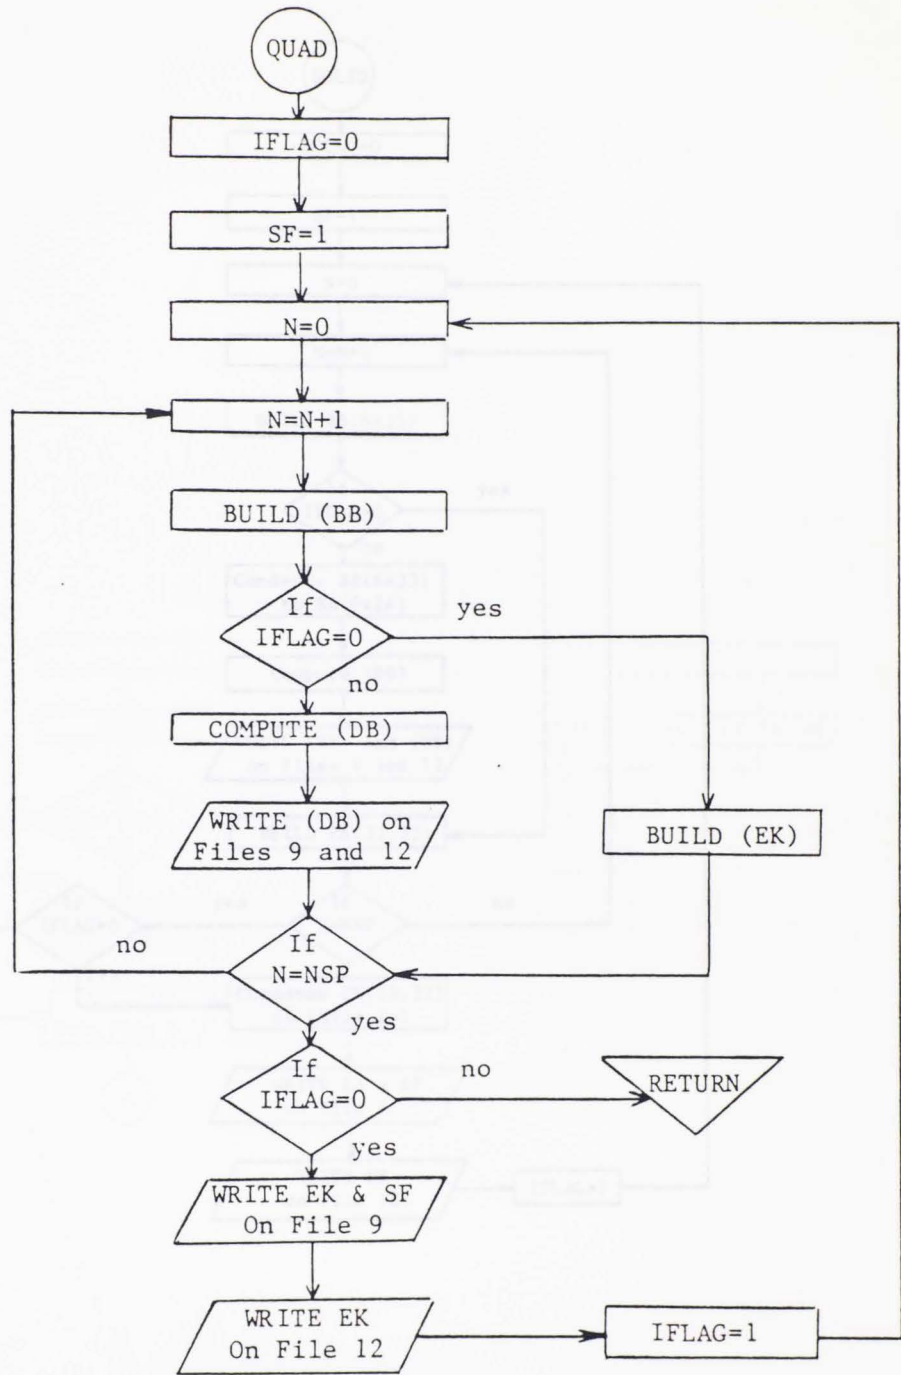 QUAD
IFLAG=0
SF=1
N=0
N=N+1
BUILD (BB)
If
IFLAG=0
yes
no
COMPUTE (DB)
WRITE (DB) on
Files 9 and 12
BUILD (EK)
If
N=NSP
no
yes
If
IFLAG=0
no
RETURN
yes
WRITE EK & SF
On File 9
WRITE EK
On File 12
IFLAG=1